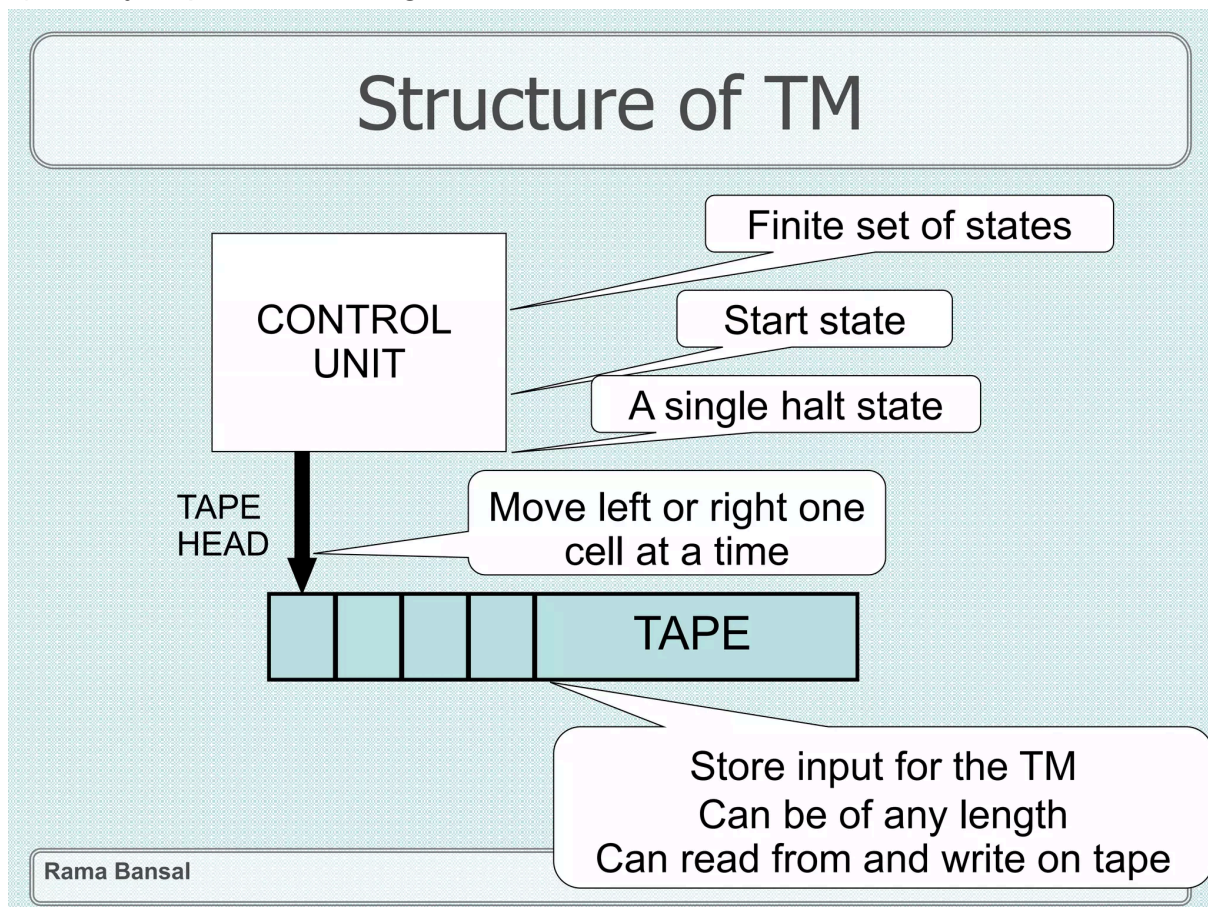 Structure of TM
Finite set of states
CONTROL
UNIT
Start state
A single halt state
TAPE
HEAD
Move left or right one
cell at a time
TAPE
Store input for the TM
Can be of any length
Can read from and write on tape
Rama Bansal